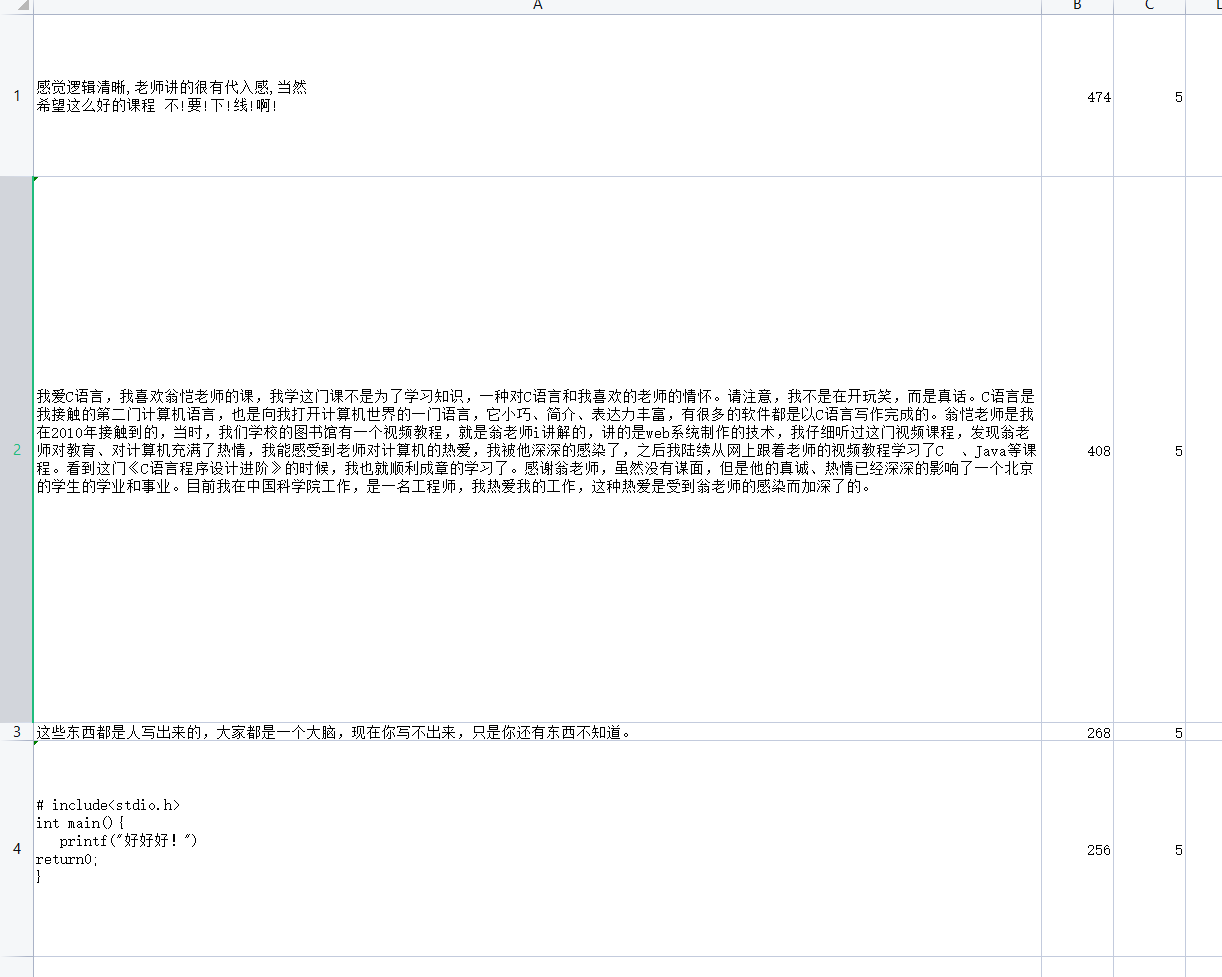 A B C
1
感觉逻辑清晰,老师讲的很有代入感,当然
希望这么好的课程 不!要!下!线!啊!
474 5
2
我爱C语言，我喜欢翁恺老师的课，我学这门课不是为了学习知识，一种对C语言和我喜欢的老师的情怀。请注意，我不是在开玩笑，而是真话。C语言是
我接触的第二门计算机语言，也是向我打开计算机世界的一门语言，它小巧、简介、表达力丰富，有很多的软件都是以C语言写作完成的。翁恺老师是我
在2010年接触到的，当时，我们学校的图书馆有一个视频教程，就是翁老师i讲解的，讲的是web系统制作的技术，我仔细听过这门视频课程，发现翁老
师对教育、对计算机充满了热情，我能感受到老师对计算机的热爱，我被他深深的感染了，之后我陆续从网上跟着老师的视频教程学习了C  、Java等课
程。看到这门《C语言程序设计进阶》的时候，我也就顺利成章的学习了。感谢翁老师，虽然没有谋面，但是他的真诚、热情已经深深的影响了一个北京
的学生的学业和事业。目前我在中国科学院工作，是一名工程师，我热爱我的工作，这种热爱是受到翁老师的感染而加深了的。
408 5
3 这些东西都是人写出来的，大家都是一个大脑，现在你写不出来，只是你还有东西不知道。 268 5
4
# include<stdio.h>
int main(){
   printf("好好好！")
return0;
}
256 5